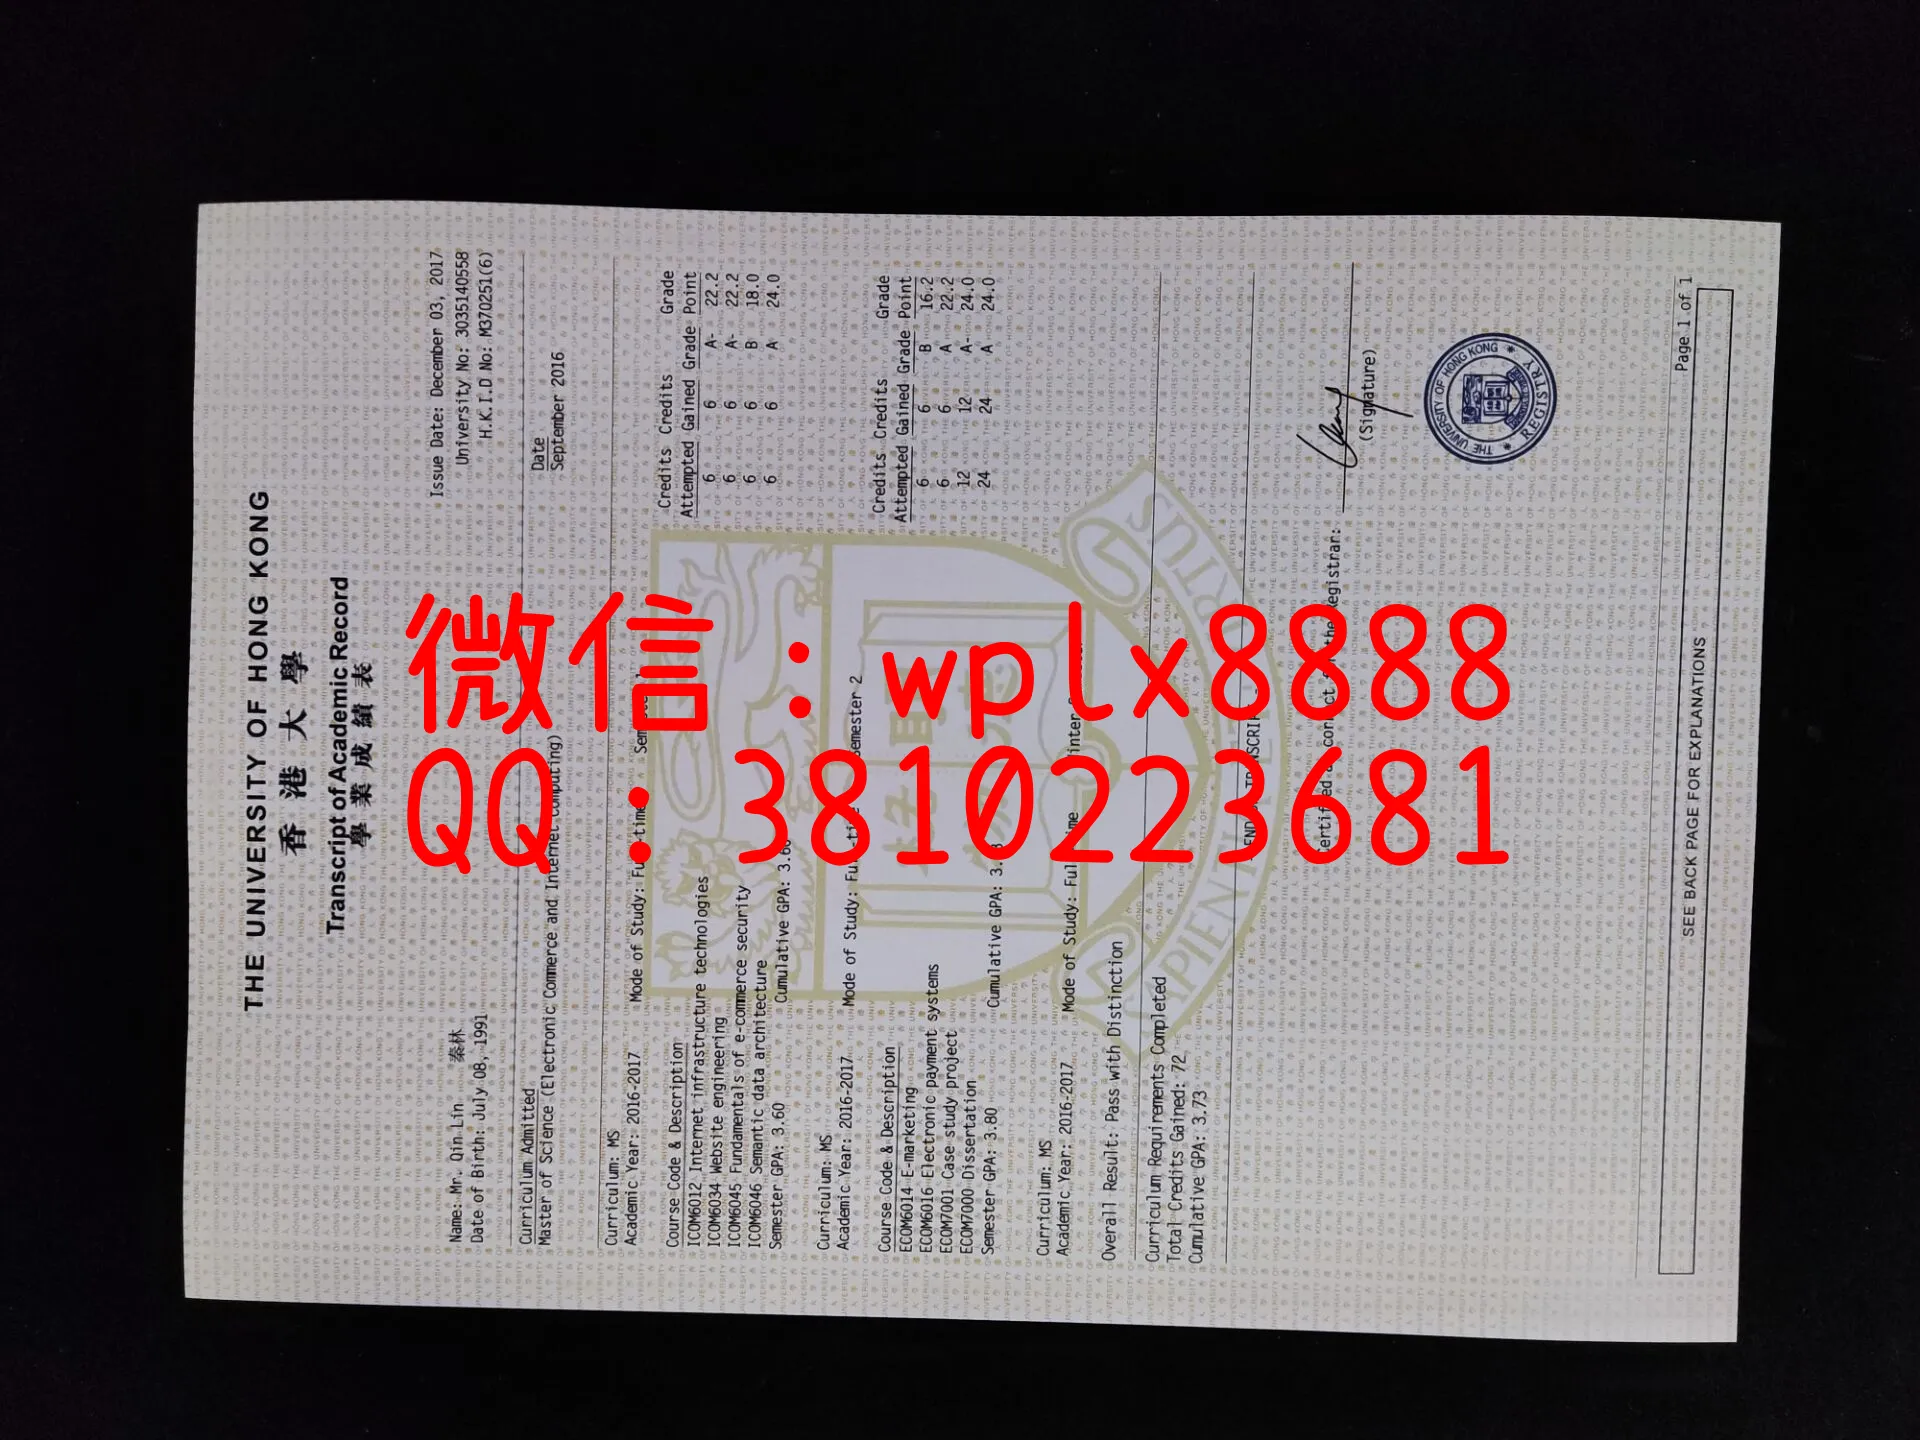 THE UNIVERSITY OF HONG KONG
香港大學
Transcript of Academic Record
學業成績表
Issue Date: December 03, 2017
Name: Mr. Qin Lin 秦林 University No: 3035140558
Date of Birth: July 08, 1991 H.K.I.D No: M370251(6)
Curriculum Admitted Date
Master of Science (Electronic Commerce and Internet Computing) September 2016
Curriculum: MS
Academic Year: 2016-2017 Mode of Study:
Credits Credits Grade
Course Code & Description Attempted Gained Grade Point
ICOM6012 Internet infrastructure technologies 6 6 A- 22.2
ICOM6034 Website engineering 6 6 A- 22.2
ICOM6045 Fundamentals of e-commerce security 6 6 B 18.0
ICOM6046 Semantic data architecture 6 6 A 24.0
Semester GPA: 3.60 Cumulative GPA: 3.60
Curriculum: MS
Academic Year: 2016-2017 Mode of Study: Semester 2
Credits Credits Grade
Course Code & Description Attempted Gained Grade Point
ECOM6014 E-marketing 6 6 B 16.2
ECOM6016 Electronic payment systems 6 6 A 22.2
ECOM7001 Case study project 12 12 A- 24.0
ECOM7000 Dissertation 24 24 A 24.0
Semester GPA: 3.80 Cumulative GPA:
Curriculum: MS
Academic Year: 2016-2017 Mode of Study:
Overall Result: Pass with Distinction
Curriculum Requirements Completed
Total Credits Gained: 72
Cumulative GPA: 3.73
Certified Registrar:
(Signature)
THE UNIVERSITY OF HONG KONG
REGISTRY
Page 1 of 1
SEE BACK PAGE FOR EXPLANATIONS
微信：wplx8888
QQ：3810223681